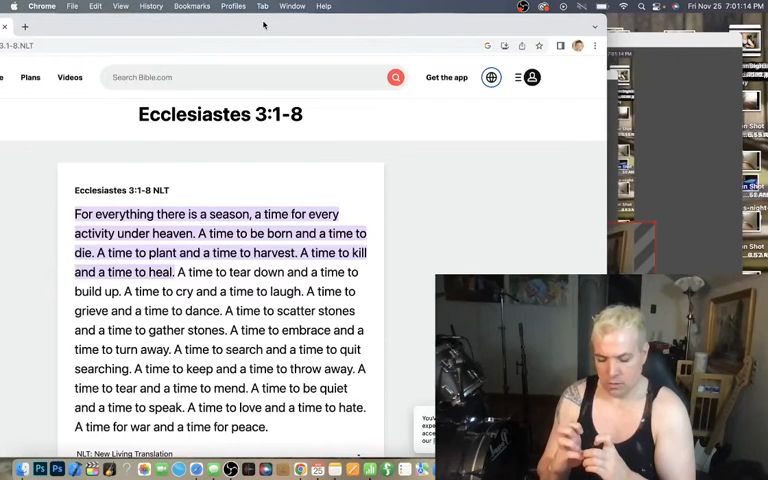 Chrome File Edit View History Bookmarks Profiles Tab Window Help
Fri Nov 25 7:01:14 PM
3.1-8.NLT
Plans Videos Search Bible.com Get the app
Ecclesiastes 3:1-8
Ecclesiastes 3:1-8 NLT
For everything there is a season, a time for every
activity under heaven. A time to be born and a time to
die. A time to plant and a time to harvest. A time to kill
and a time to heal. A time to tear down and a time to
build up. A time to cry and a time to laugh. A time to
grieve and a time to dance. A time to scatter stones
and a time to gather stones. A time to embrace and a
time to turn away. A time to search and a time to quit
searching. A time to keep and a time to throw away. A
time to tear and a time to mend. A time to be quiet
and a time to speak. A time to love and a time to hate.
A time for war and a time for peace.
NLT: New Living Translation